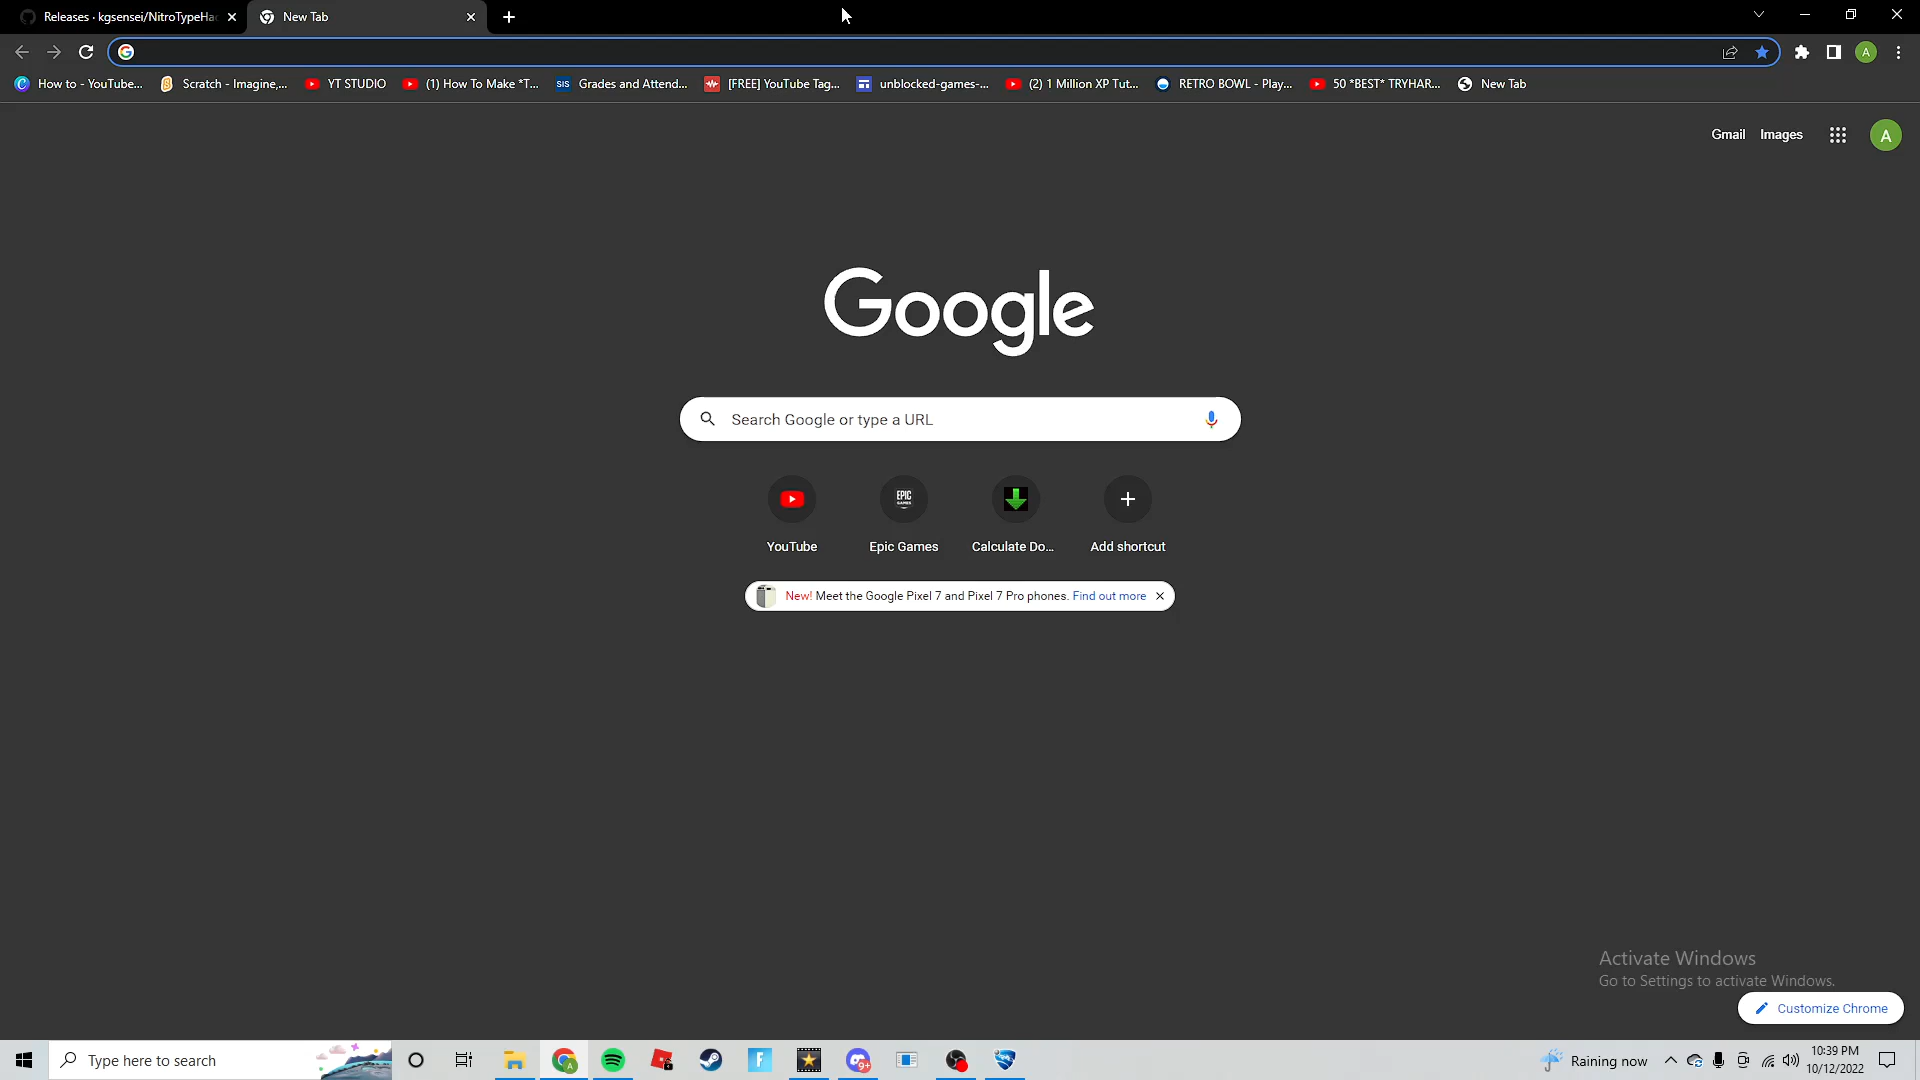 Releases · kgsensei/NitroTypeHa
New Tab
How to - YouTube...
Scratch - Imagine,...
YT STUDIO
(1) How To Make *T...
SIS
Grades and Attend...
[FREE] YouTube Tag...
unblocked-games-...
(2) 1 Million XP Tut...
RETRO BOWL - Play...
50 *BEST* TRYHAR...
New Tab
A
Gmail
Images
A
Google
Search Google or type a URL
EPIC
GAMES
YouTube
Epic Games
Calculate Do...
Add shortcut
New! Meet the Google Pixel 7 and Pixel 7 Pro phones. Find out more
Activate Windows
Go to Settings to activate Windows.
Customize Chrome
Type here to search
A
F
9+
Raining now
10:39 PM
10/12/2022